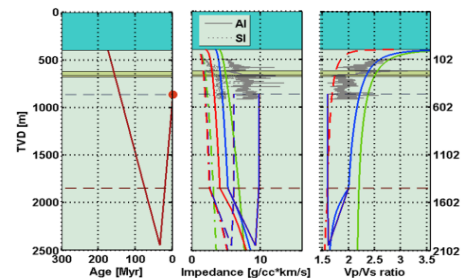 0
500
1000
1500
2000
2500
TVD [m]
300 200 100 0
Age [Myr]
AI
SI
0 10
Impedance [g/cc*km/s]
102
602
1102
1602
2102
1.5 2 2.5 3 3.5
Vp/Vs ratio